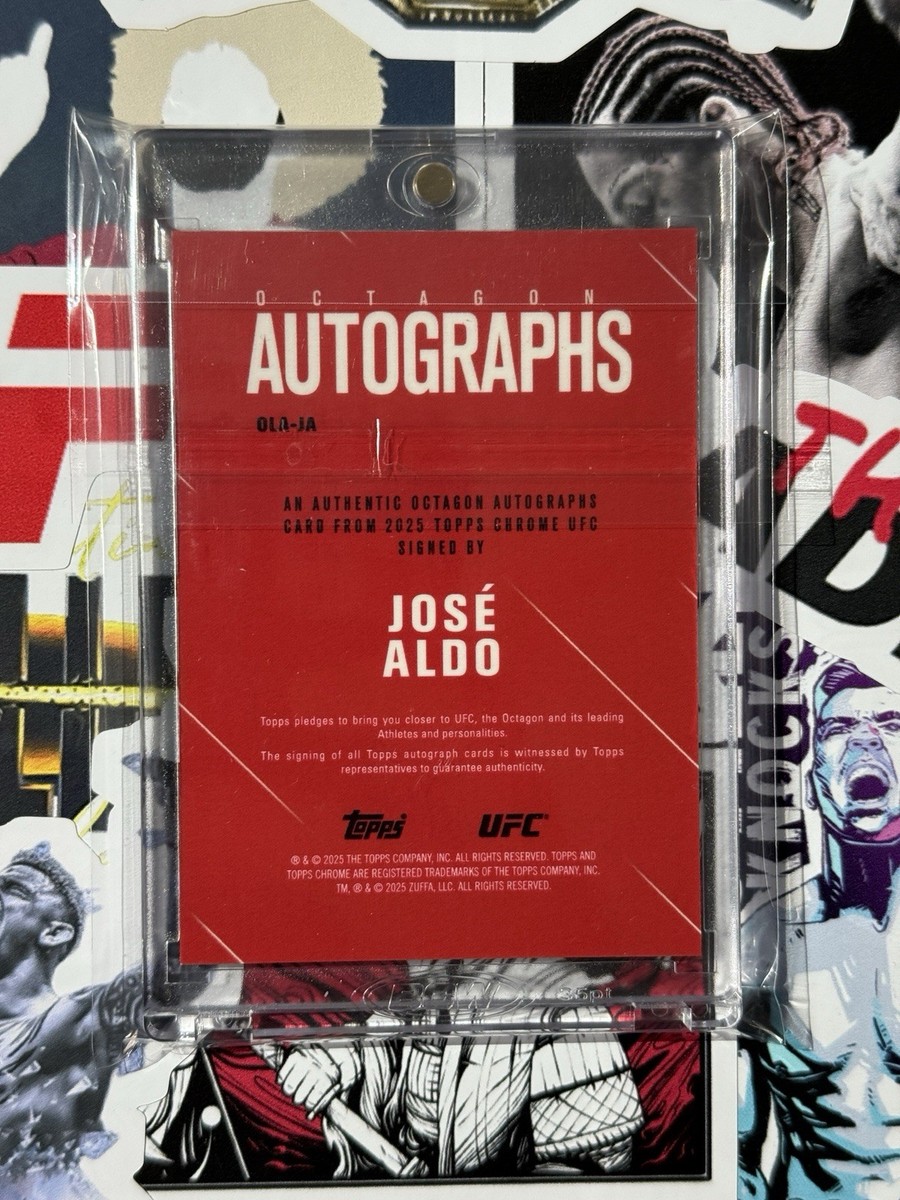 OCTAGON
AUTOGRAPHS
OLA-JA
AN AUTHENTIC OCTAGON AUTOGRAPHS
CARD FROM 2025 TOPPS CHROME UFC
SIGNED BY
JOSÉ
ALDO
Topps pledges to bring you closer to UFC, the Octagon and its leading
Athletes and personalities.
The signing of all Topps autograph cards is witnessed by Topps
representatives to guarantee authenticity.
topps UFC®
® & © 2025 THE TOPPS COMPANY, INC. ALL RIGHTS RESERVED. TOPPS AND
TOPPS CHROME ARE REGISTERED TRADEMARKS OF THE TOPPS COMPANY, INC.
TM, ® & © 2025 ZUFFA, LLC. ALL RIGHTS RESERVED.
35pt
KNOCKS